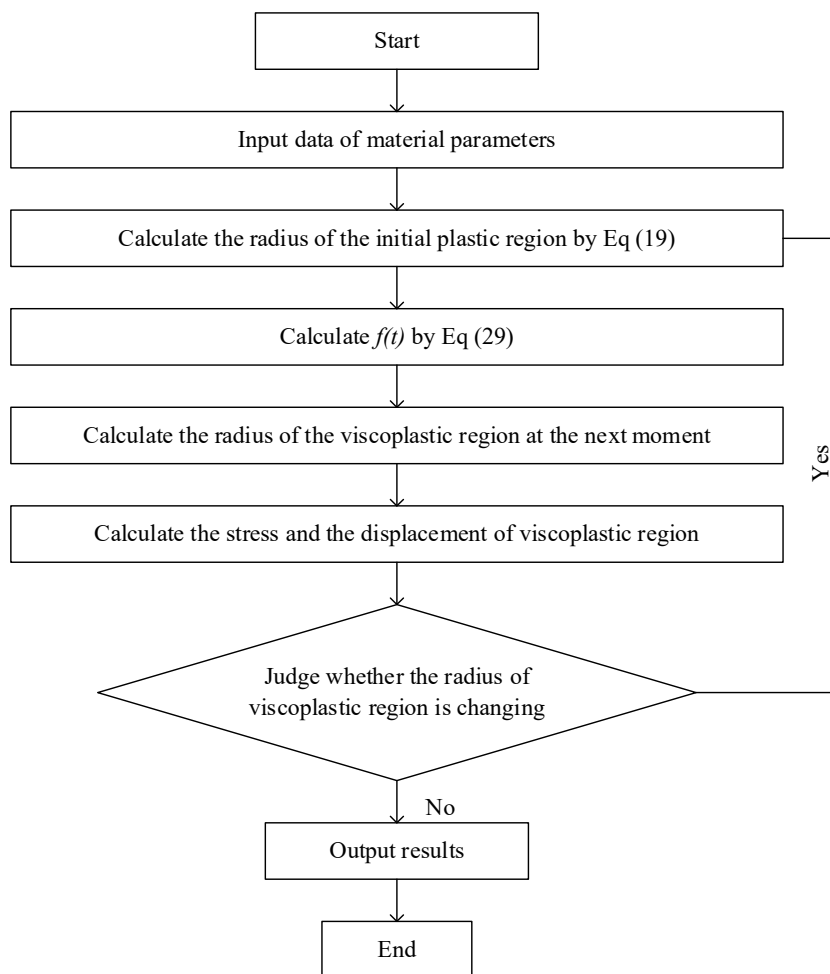 Start
Input data of material parameters
Calculate the radius of the initial plastic region by Eq (19)
Calculate f(t) by Eq (29)
Calculate the radius of the viscoplastic region at the next moment
Yes
Calculate the stress and the displacement of viscoplastic region
Judge whether the radius of
viscoplastic region is changing
No
Output results
End